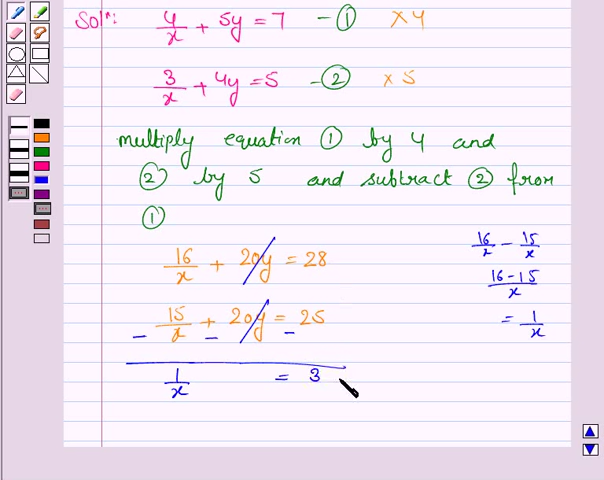 Solⁿ: 4/x + 5y = 7 – ① ×4
3/x + 4y = 5 – ② ×5
multiply equation ① by 4 and
② by 5 and subtract ② from
①
16/x + 20y = 28
15/x + 20y = 25
– – –
1/x = 3
16/x – 15/x
16-15/x
= 1/x